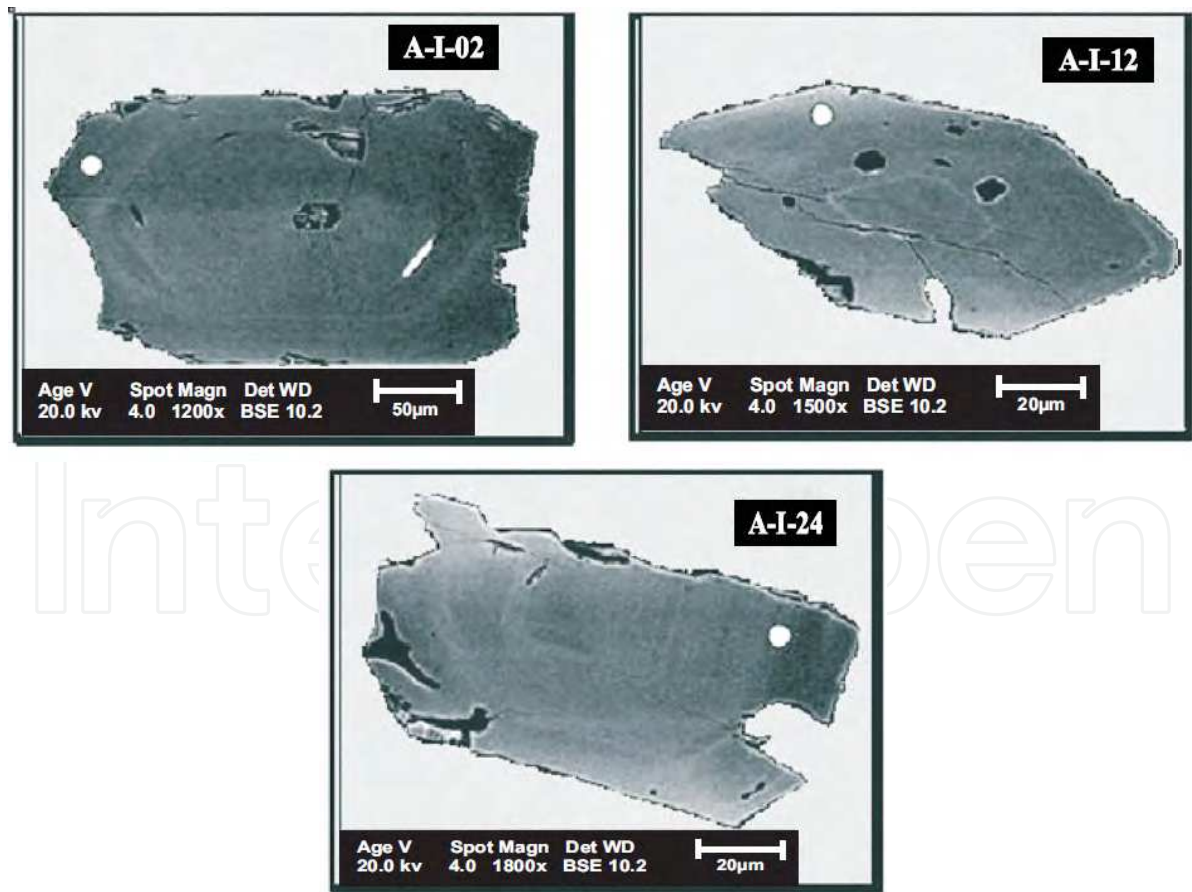 A-I-02
Age V Spot Magn Det WD
20.0 kv 4.0 1200x BSE 10.2
50µm
A-I-12
Age V Spot Magn Det WD
20.0 kv 4.0 1500x BSE 10.2
20µm
A-I-24
Age V Spot Magn Det WD
20.0 kv 4.0 1800x BSE 10.2
20µm